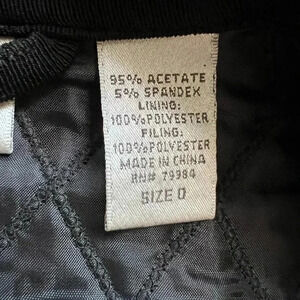 95% ACETATE
5% SPANDEX
LINING:
100% POLYESTER
FILING:
100% POLYESTER
MADE IN CHINA
RN# 79984
SIZE 0